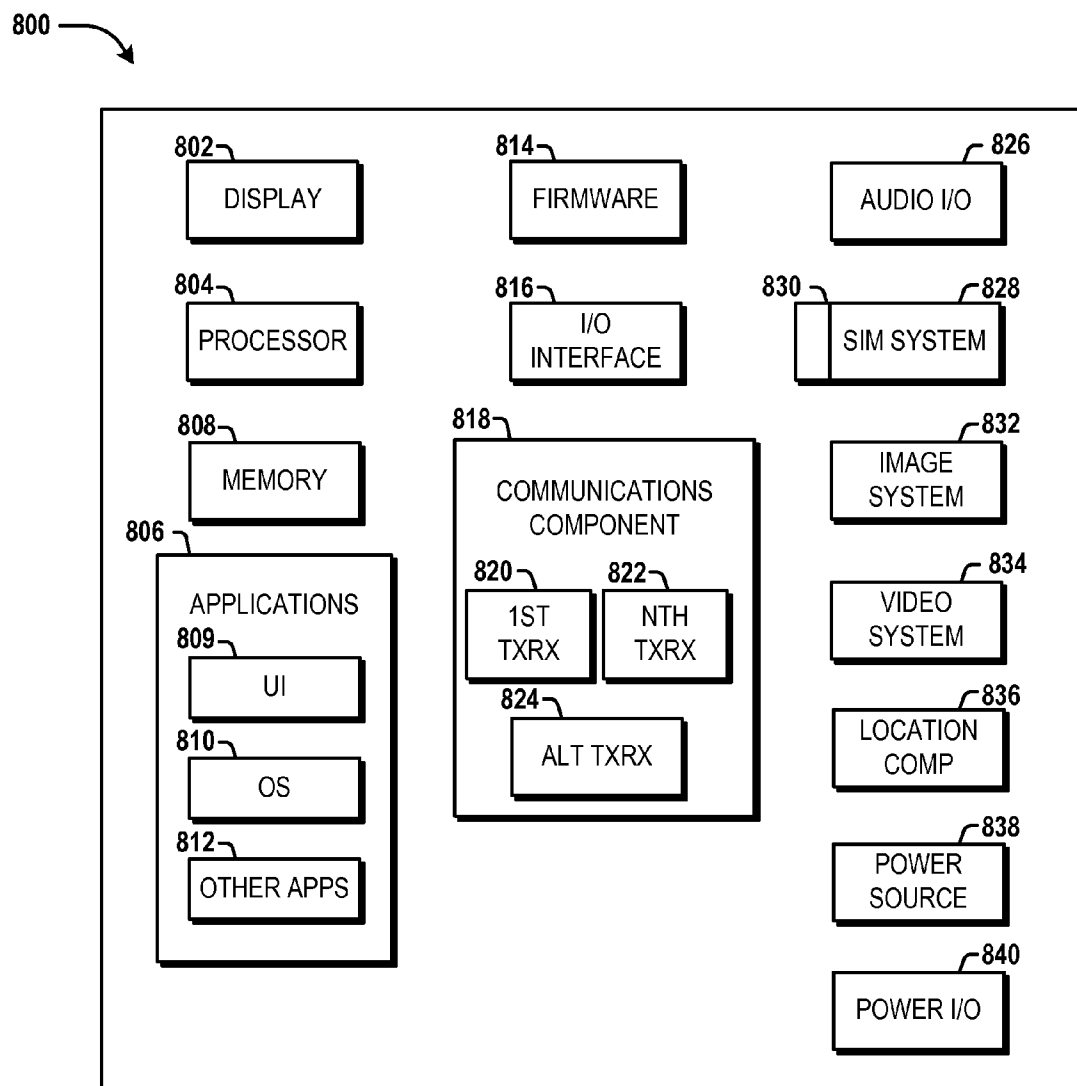 800
802
DISPLAY
804
PROCESSOR
808
MEMORY
806
APPLICATIONS
809
UI
810
OS
812
OTHER APPS
814
FIRMWARE
816
I/O
INTERFACE
818
COMMUNICATIONS
COMPONENT
820
1ST
TXRX
822
NTH
TXRX
824
ALT TXRX
826
AUDIO I/O
830
828
SIM SYSTEM
832
IMAGE
SYSTEM
834
VIDEO
SYSTEM
836
LOCATION
COMP
838
POWER
SOURCE
840
POWER I/O